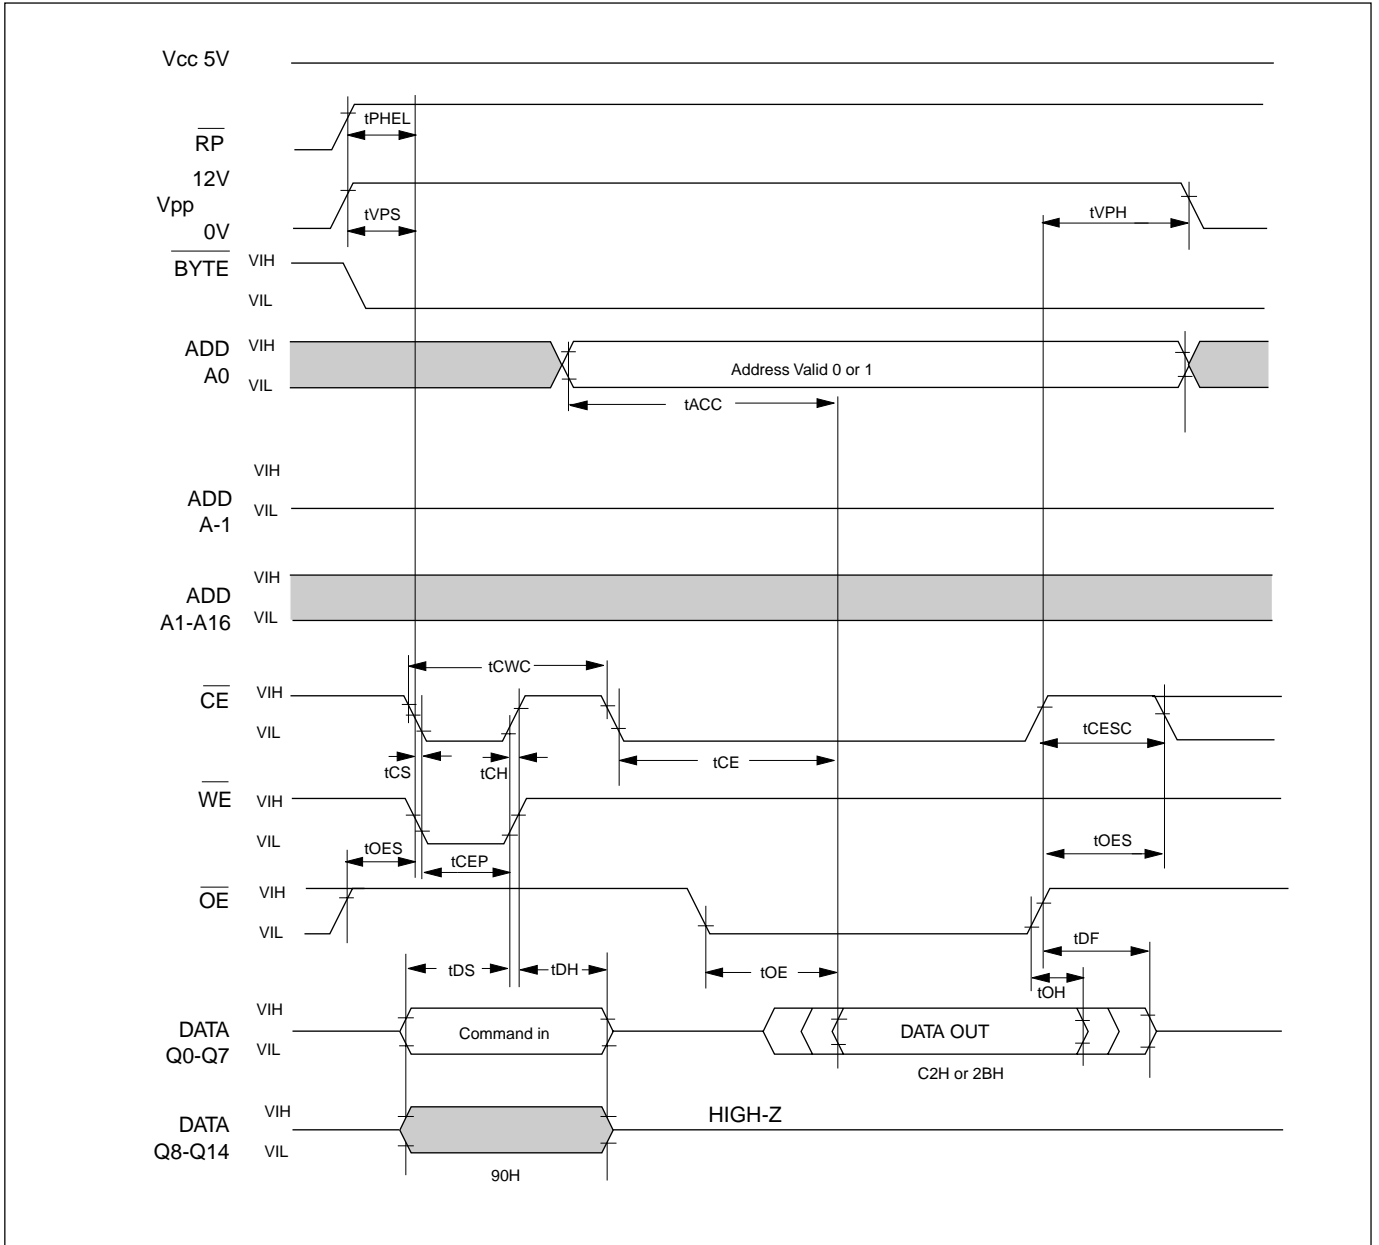 Vcc 5V
tPHEL
RP
12V
Vpp
tVPS
tVPH
0V
BYTE VIH
VIL
ADD VIH
A0 VIL
Address Valid 0 or 1
tACC
VIH
ADD VIL
A-1
VIH
ADD
A1-A16 VIL
tCWC
CE VIH
VIL
tCESC
tCS
tCH
tCE
WE VIH
VIL
tOES
tCEP
tOES
OE VIH
VIL
tDF
tDS
tDH
tOE
tOH
VIH
DATA
Q0-Q7 VIL
Command in
DATA OUT
C2H or 2BH
VIH
DATA
Q8-Q14 VIL
HIGH-Z
90H